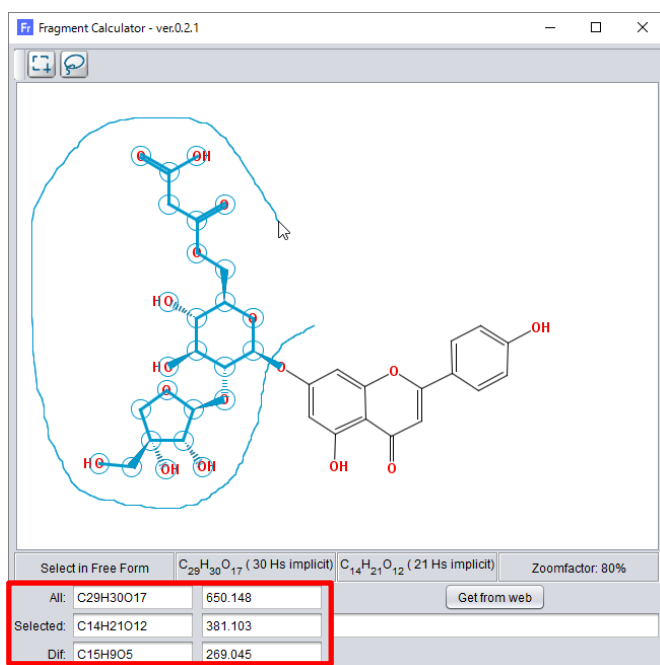 Fr Fragment Calculator - ver.0.2.1
O OH
O
O
HO O
HO O OH
O O
O
HO OH OH OH O
Select in Free Form C29H30O17 ( 30 Hs implicit) C14H21O12 ( 21 Hs implicit) Zoomfactor: 80%
All: C29H30O17 650.148 Get from web
Selected: C14H21O12 381.103
Dif: C15H9O5 269.045